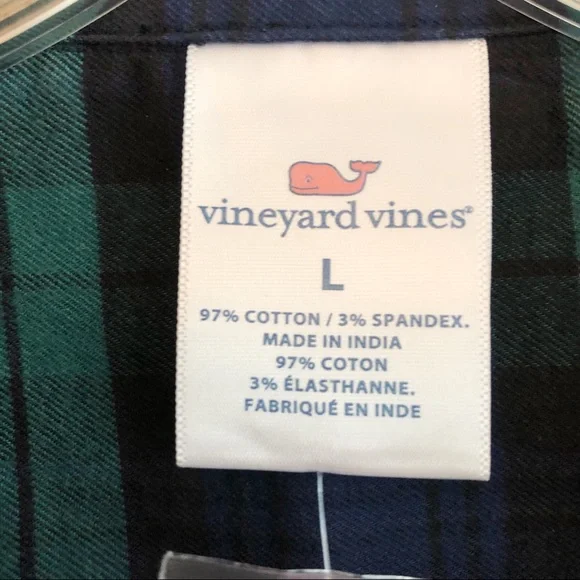 vineyard vines®
L
97% COTTON / 3% SPANDEX.
MADE IN INDIA
97% COTON
3% ÉLASTHANNE.
FABRIQUÉ EN INDE